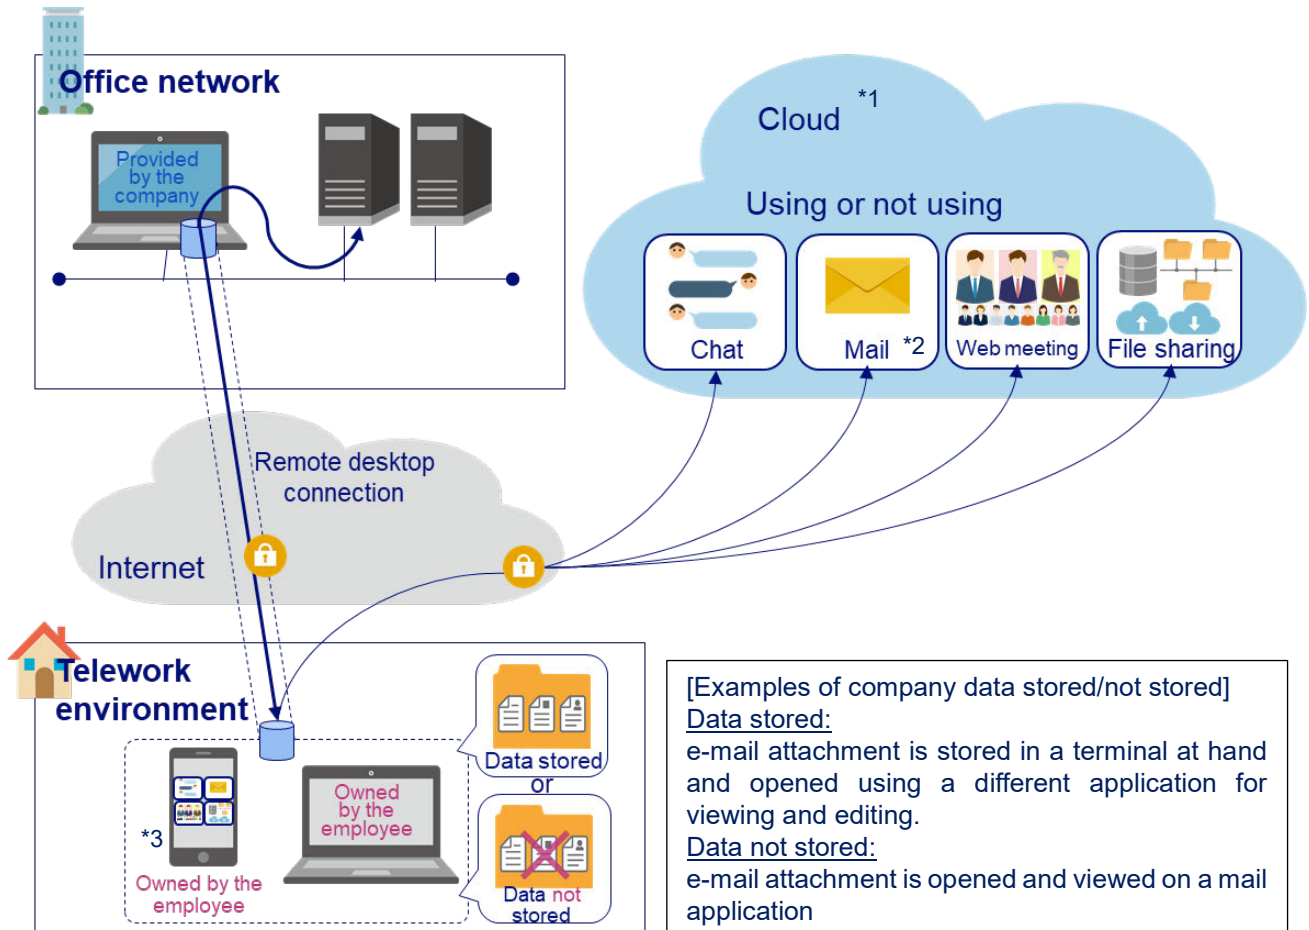 Office network
Provided
by the
company
Cloud *1
Using or not using
Chat
Mail *2
Web meeting
File sharing
Remote desktop
connection
Internet
Telework
environment
*3
Owned by the
employee
Owned
by the
employee
Data stored
or
Data not
stored
[Examples of company data stored/not stored]
Data stored:
e-mail attachment is stored in a terminal at hand
and opened using a different application for
viewing and editing.
Data not stored:
e-mail attachment is opened and viewed on a mail
application